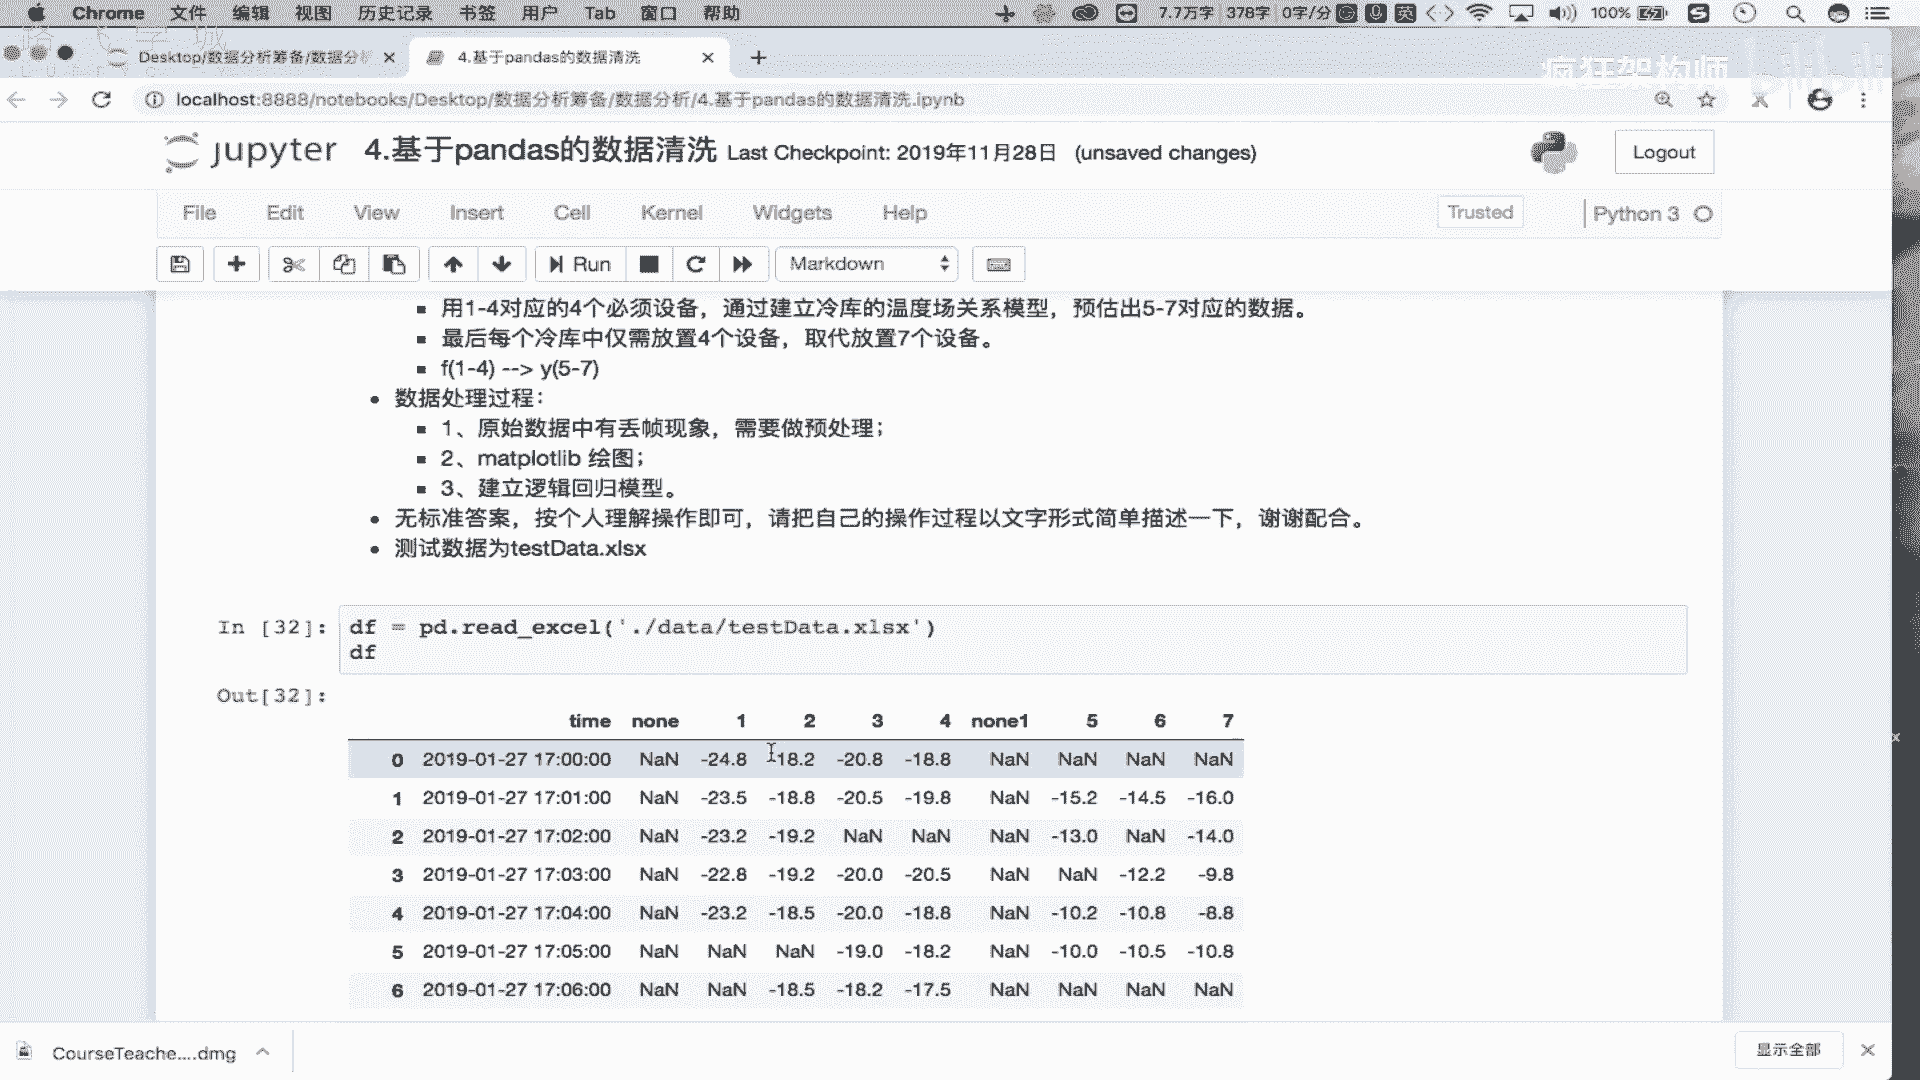 Chrome 文件 编辑 视图 历史记录 书签 用户 Tab 窗口 帮助 7.7万字 378字 0字/分 英 100%
Desktop/数据分析筹备/数据分析 4.基于pandas的数据清洗
疯狂架构师 bilibili
localhost:8888/notebooks/Desktop/数据分析筹备/数据分析/4.基于pandas的数据清洗.ipynb
jupyter 4.基于pandas的数据清洗 Last Checkpoint: 2019年11月28日 (unsaved changes) Logout
File Edit View Insert Cell Kernel Widgets Help Trusted Python 3
Run Markdown
用1-4对应的4个必须设备，通过建立冷库的温度场关系模型，预估出5-7对应的数据。
最后每个冷库中仅需放置4个设备，取代放置7个设备。
f(1-4) --> y(5-7)
数据处理过程：
1、原始数据中有丢帧现象，需要做预处理；
2、matplotlib 绘图；
3、建立逻辑回归模型。
无标准答案，按个人理解操作即可，请把自己的操作过程以文字形式简单描述一下，谢谢配合。
测试数据为testData.xlsx
In [32]: df = pd.read_excel('./data/testData.xlsx')
df
Out[32]:
time none 1 2 3 4 none1 5 6 7
0 2019-01-27 17:00:00 NaN -24.8 -18.2 -20.8 -18.8 NaN NaN NaN NaN
1 2019-01-27 17:01:00 NaN -23.5 -18.8 -20.5 -19.8 NaN -15.2 -14.5 -16.0
2 2019-01-27 17:02:00 NaN -23.2 -19.2 NaN NaN NaN -13.0 NaN -14.0
3 2019-01-27 17:03:00 NaN -22.8 -19.2 -20.0 -20.5 NaN NaN -12.2 -9.8
4 2019-01-27 17:04:00 NaN -23.2 -18.5 -20.0 -18.8 NaN -10.2 -10.8 -8.8
5 2019-01-27 17:05:00 NaN NaN NaN -19.0 -18.2 NaN -10.0 -10.5 -10.8
6 2019-01-27 17:06:00 NaN NaN -18.5 -18.2 -17.5 NaN NaN NaN NaN
CourseTeache....dmg 显示全部